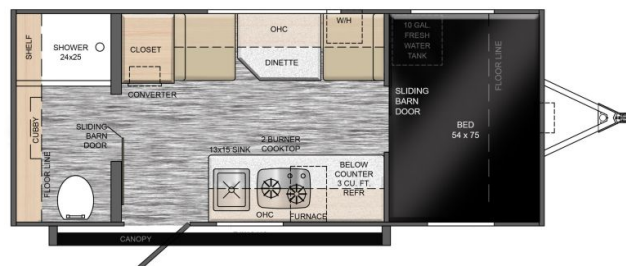 SHELF
SHOWER
24x25
CLOSET
OHC
DINETTE
W/H
10 GAL.
FRESH
WATER
TANK
FLOOR LINE
CONVERTER
SLIDING
BARN
DOOR
BED
54 x 75
CUBBY
SLIDING
BARN
DOOR
FLOOR LINE
13x15 SINK
2 BURNER
COOKTOP
BELOW
COUNTER
3 CU. FT.
REFR
OHC
FURNACE
CANOPY